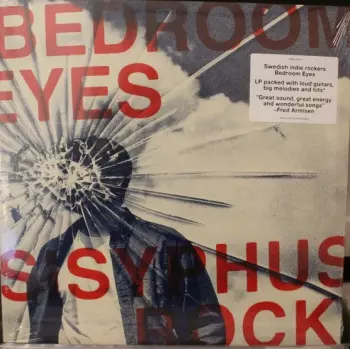 BEDROOM
EYES
Swedish indie rockers
Bedroom Eyes
LP packed with loud guitars,
big melodies and hits!
"Great sound, great energy
and wonderful songs"
–Fred Armisen
SISYPHUS
ROCK